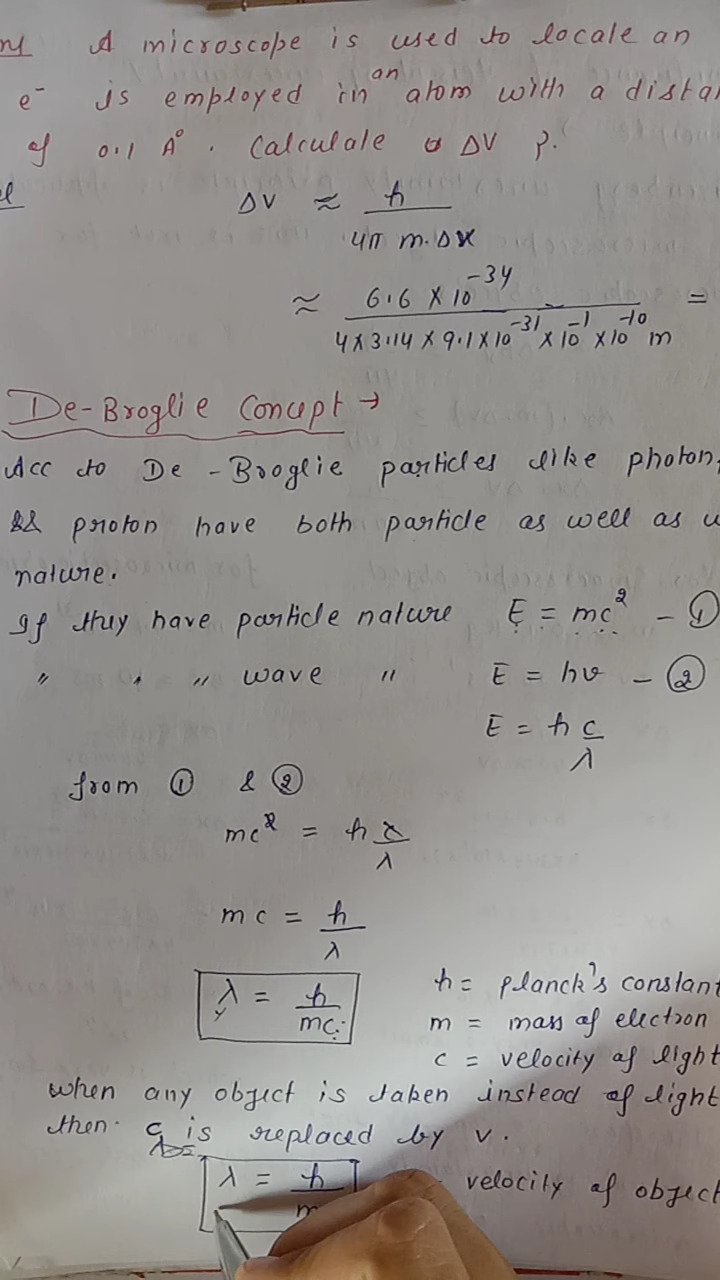 A microscope is used to locale an
e⁻ is employed in an atom with a dista
of 0.1 A°. Calculate ΔV ?.
ΔV ≈ ħ / 4π m.Δx
≈ 6.6 × 10⁻³⁴ / 4×3.14 × 9.1×10⁻³¹ × 10⁻¹ × 10⁻¹⁰ m =
De-Broglie Concept →
Acc to De - Broglie particles like photon,
&& proton have both particle as well as w
nature.
If they have particle nature E = mc² - ①
" " " wave " E = hν - ②
E = ħ c/λ
from ① & ②
mc² = ħ c/λ
mc = ħ/λ
λ = ħ/mc
ħ = planck's constant
m = mass of electron
c = velocity of light
when any object is taken instead of light
then c is replaced by v.
λ = ħ / m
velocity of object